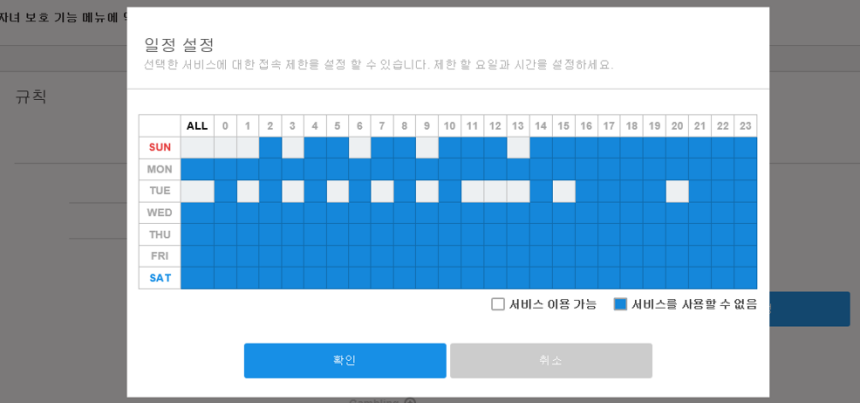 자녀 보호 기능 메뉴에
일정 설정
선택한 서비스에 대한 접속 제한을 설정 할 수 있습니다. 제한 할 요일과 시간을 설정하세요.
규칙
ALL 0 1 2 3 4 5 6 7 8 9 10 11 12 13 14 15 16 17 18 19 20 21 22 23
SUN
MON
TUE
WED
THU
FRI
SAT
서비스 이용 가능 서비스를 사용할 수 없음
확인 취소